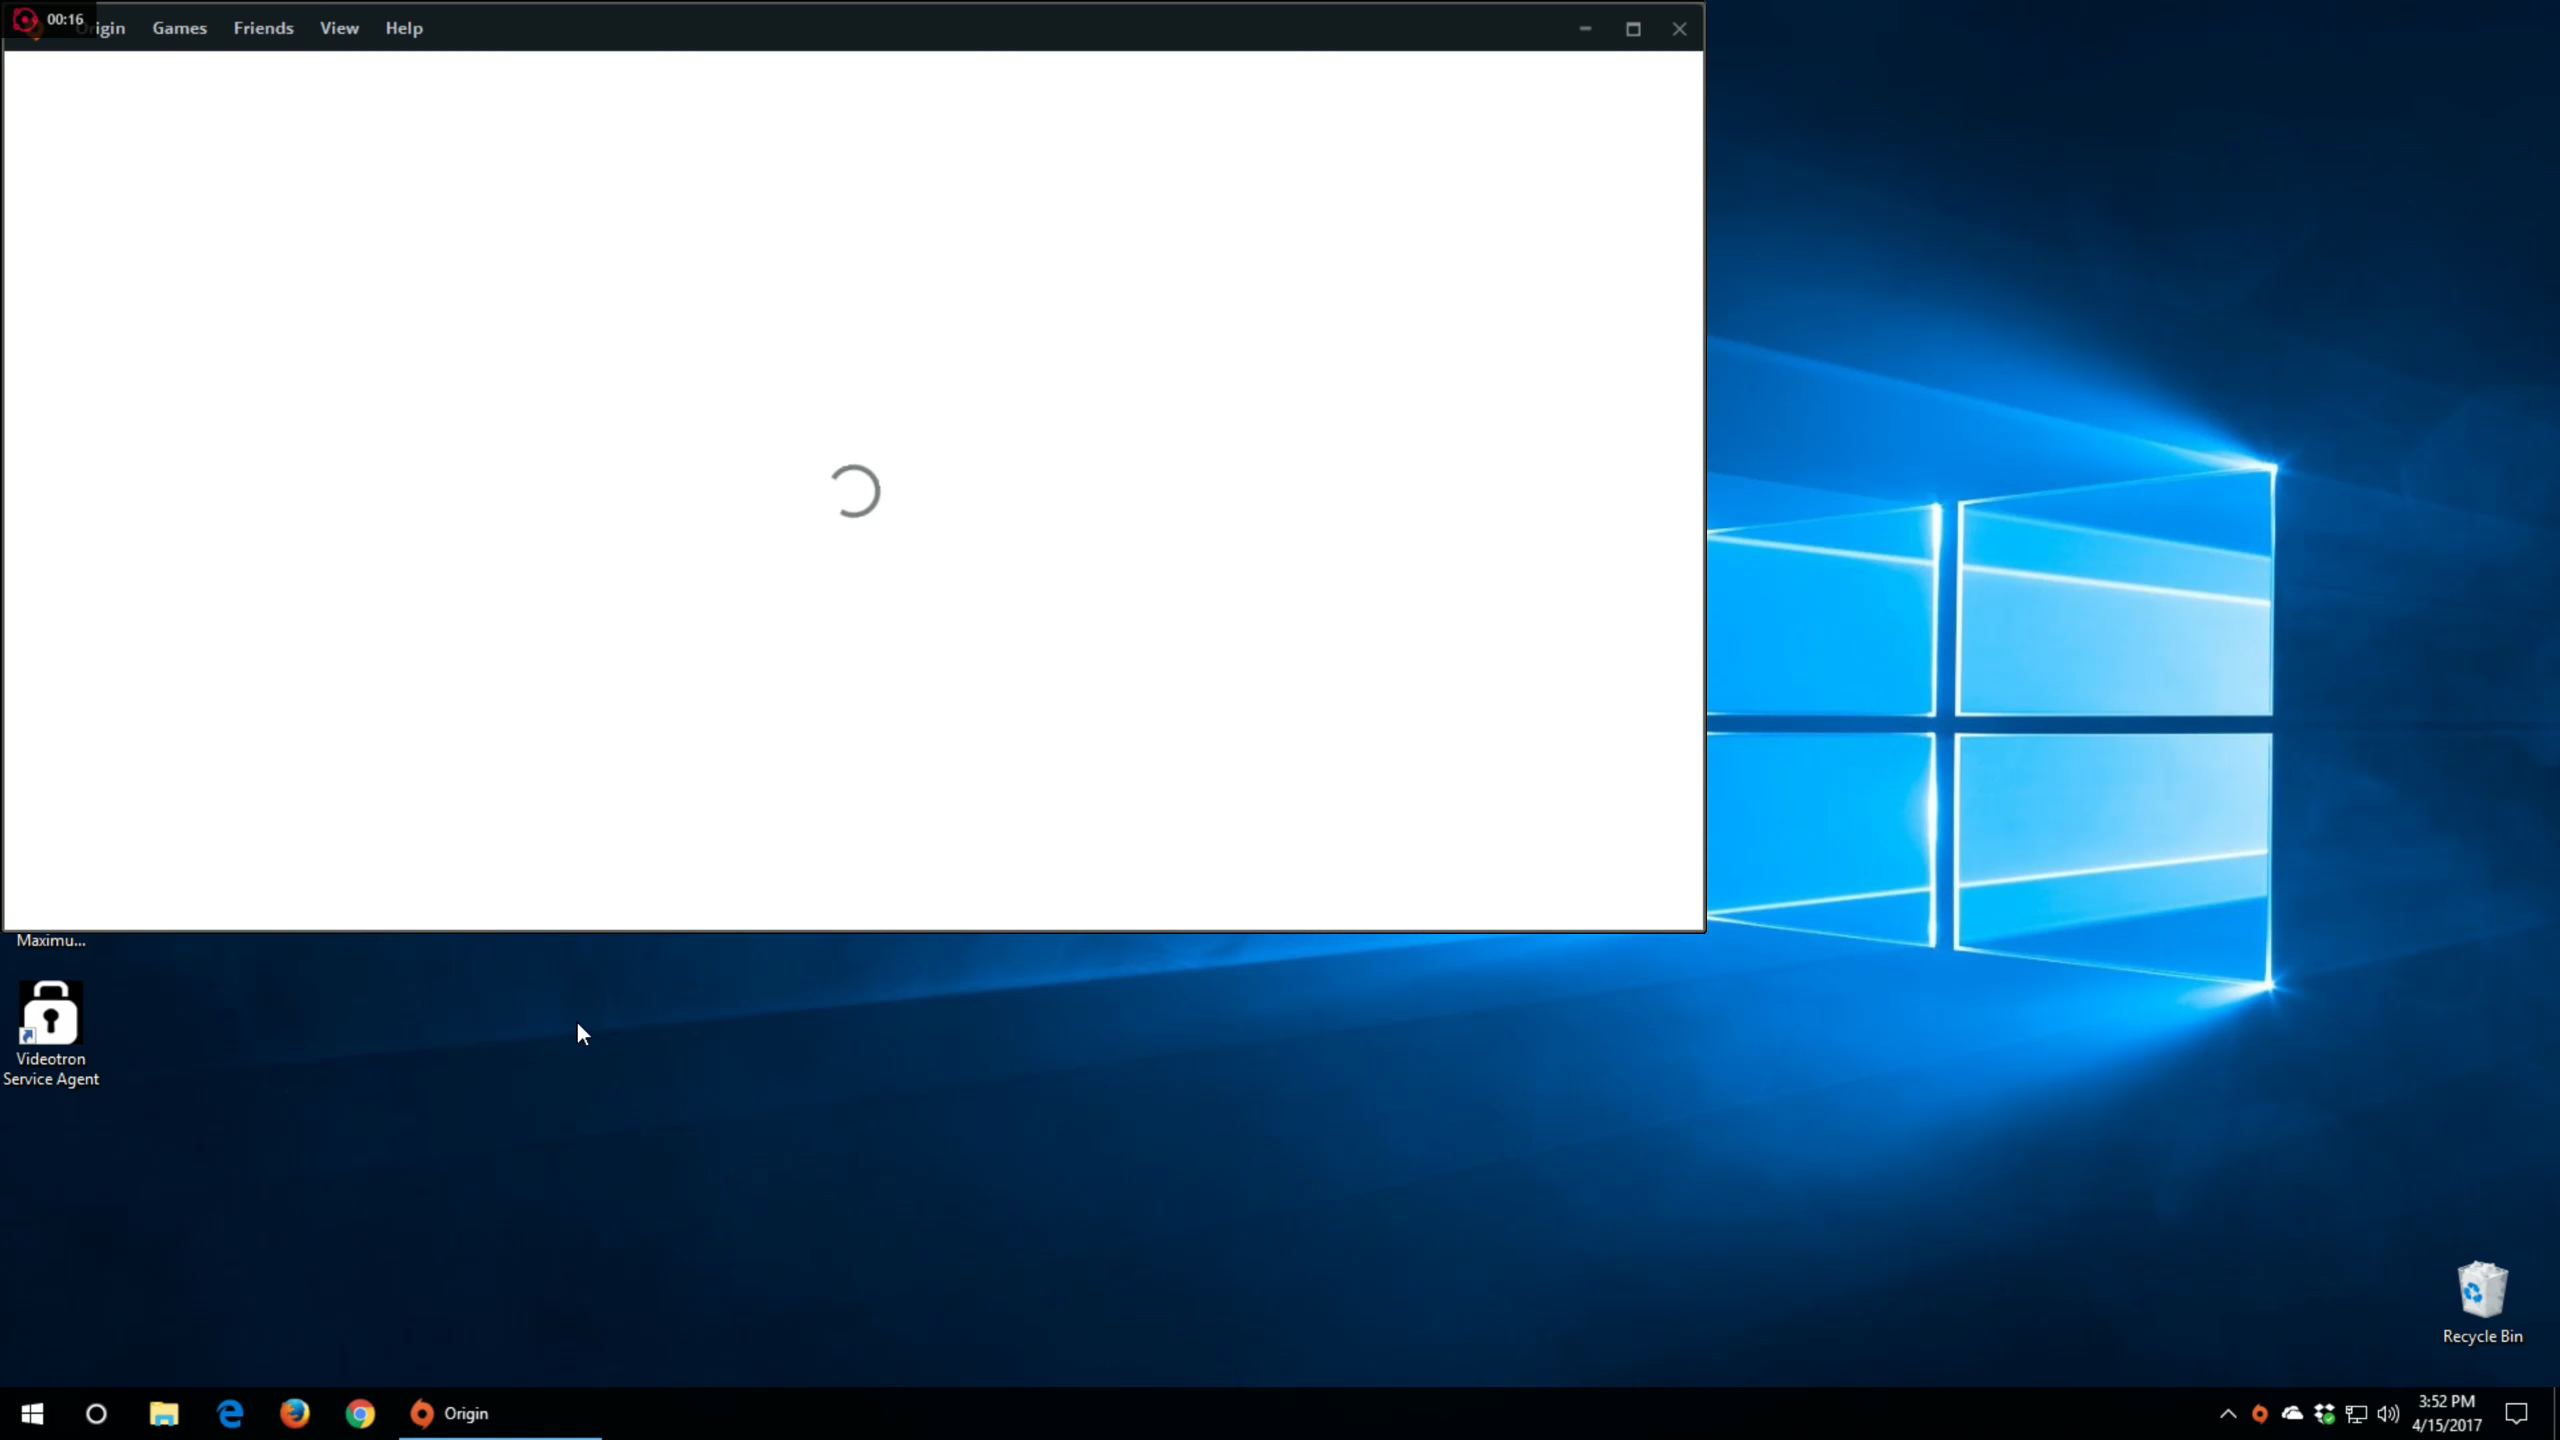 00:16
Origin Games Friends View Help
Maximu...
Videotron
Service Agent
Recycle Bin
Origin
3:52 PM
4/15/2017